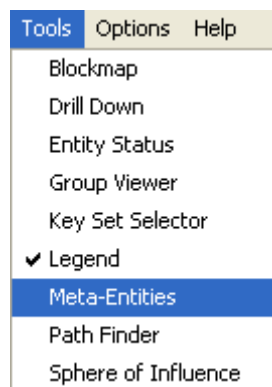 Tools Options Help
Blockmap
Drill Down
Entity Status
Group Viewer
Key Set Selector
✔ Legend
Meta-Entities
Path Finder
Sphere of Influence